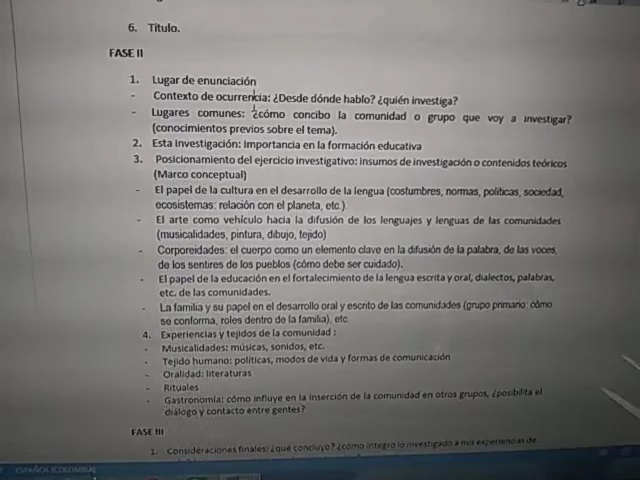 6. Título.
FASE II
1. Lugar de enunciación
- Contexto de ocurrencia: ¿Desde dónde hablo? ¿quién investiga?
- Lugares comunes: ¿cómo concibo la comunidad o grupo que voy a investigar?
(conocimientos previos sobre el tema).
2. Esta investigación: Importancia en la formación educativa
3. Posicionamiento del ejercicio investigativo: insumos de investigación o contenidos teóricos
(Marco conceptual)
- El papel de la cultura en el desarrollo de la lengua (costumbres, normas, políticas, sociedad,
ecosistemas: relación con el planeta, etc.)
- El arte como vehículo hacia la difusión de los lenguajes y lenguas de las comunidades
(musicalidades, pintura, dibujo, tejido)
- Corporeidades: el cuerpo como un elemento clave en la difusión de la palabra, de las voces,
de los sentires de los pueblos (cómo debe ser cuidado).
- El papel de la educación en el fortalecimiento de la lengua escrita y oral, dialectos, palabras,
etc. de las comunidades.
- La familia y su papel en el desarrollo oral y escrito de las comunidades (grupo primario: cómo
se conforma, roles dentro de la familia), etc.
4. Experiencias y tejidos de la comunidad :
- Musicalidades: músicas, sonidos, etc.
- Tejido humano: políticas, modos de vida y formas de comunicación
- Oralidad: literaturas
- Rituales
- Gastronomía: cómo influye en la inserción de la comunidad en otros grupos, ¿posibilita el
diálogo y contacto entre gentes?
FASE III
1. Consideraciones finales: ¿qué concluyo? ¿cómo integro lo investigado a mis experiencias de
ESPAÑOL (COLOMBIA)